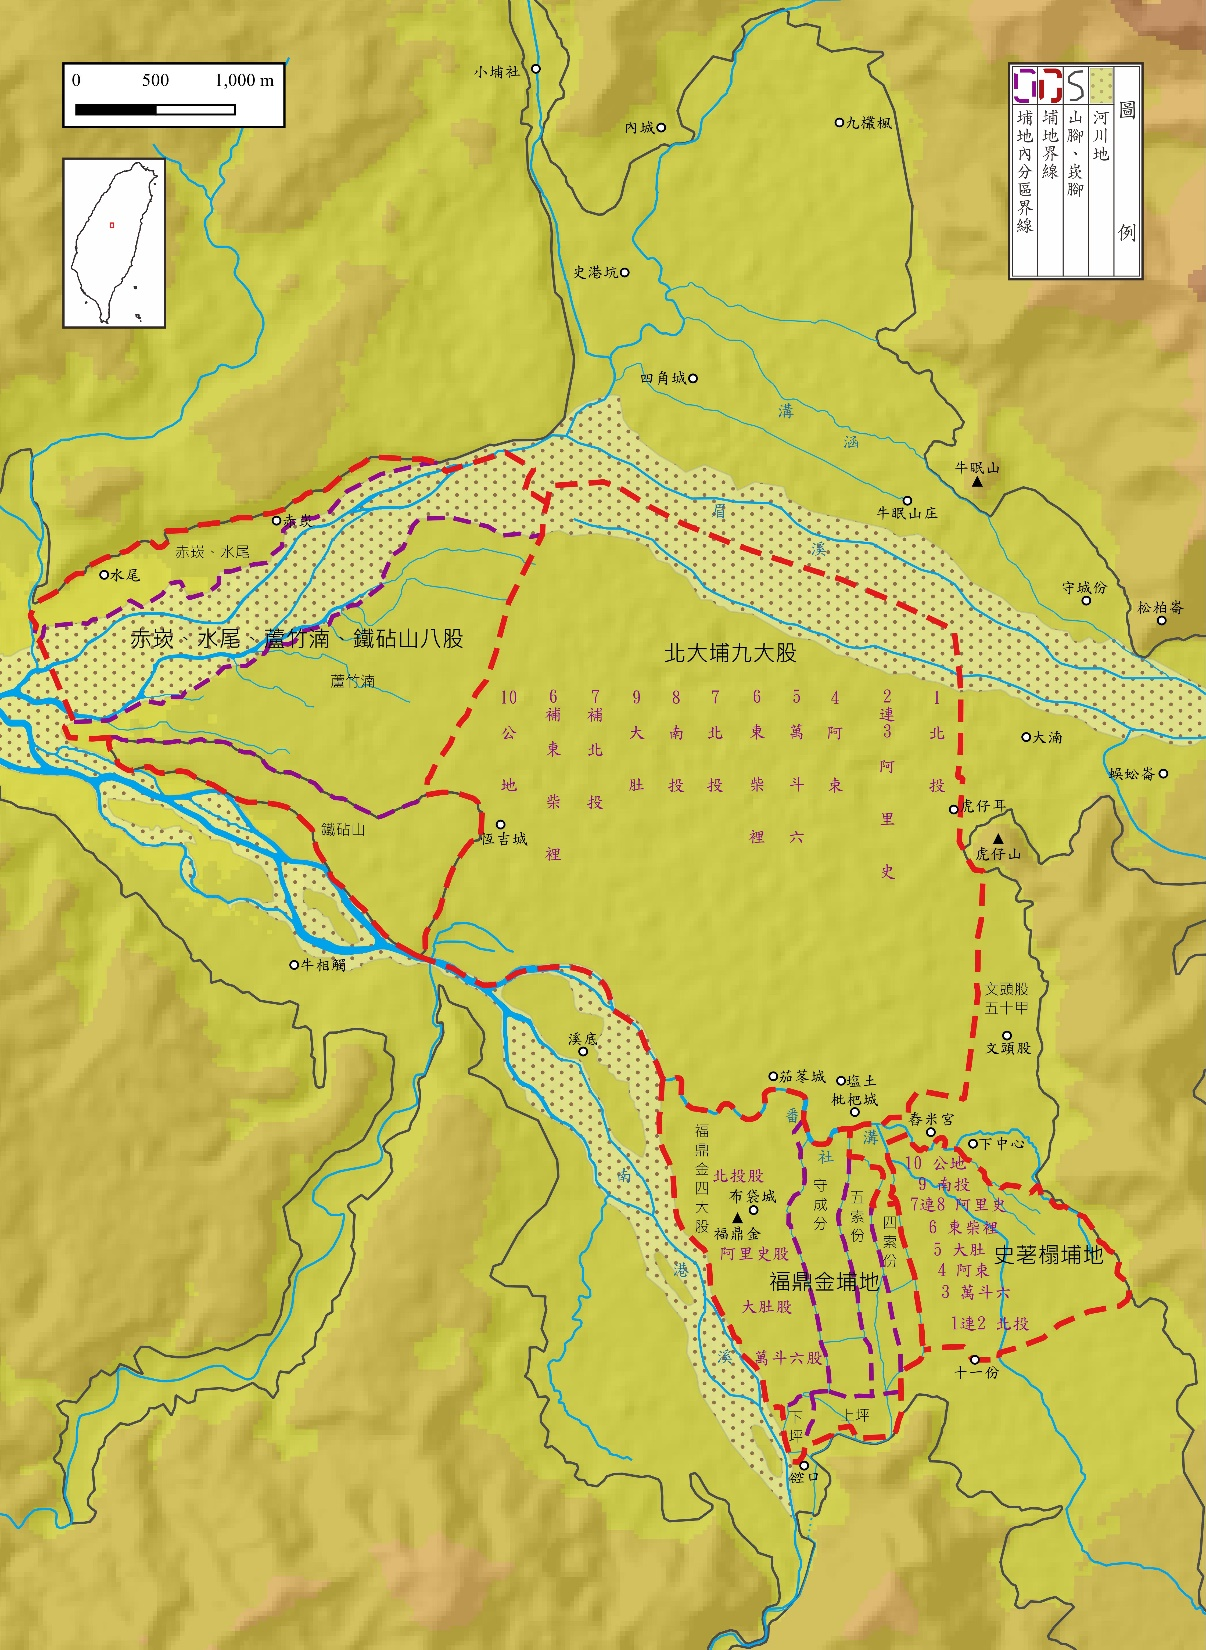 0 500 1,000 m
圖例
河川地
山腳、崁腳
埔地界線
埔地內分區界線
小埔社
內城
九欉楓
史港坑
四角城
溝
涵
牛眠山
牛眠山庄
眉
溪
守城份
松柏崙
赤崁
赤崁、水尾
水尾
赤崁、水尾、蘆竹湳、鐵砧山八股
蘆竹湳
北大埔九大股
10 公地
6 補東柴裡
7 補北投
9 大肚
8 南投
7 北投
6 東柴裡
5 萬斗六
4 阿東
2連3 阿里史
1 北投
大湳
蜈蚣崙
虎仔耳
虎仔山
鐵砧山
恆吉城
牛相觸
溪底
文頭股
五十甲
文頭股
茄苳城
塩土
枇杷城
番
社
溝
舂米宮
下中心
福鼎金四大股
北投股
布袋城
福鼎金
阿里史股
大肚股
萬斗六股
守成分
五索份
四索份
福鼎金埔地
10 公地
9 南投
7連8 阿里史
6 東柴裡
5 大肚
4 阿東
3 萬斗六
1連2 北投
史荖榻埔地
十一份
南
港
溪
下坪
上坪